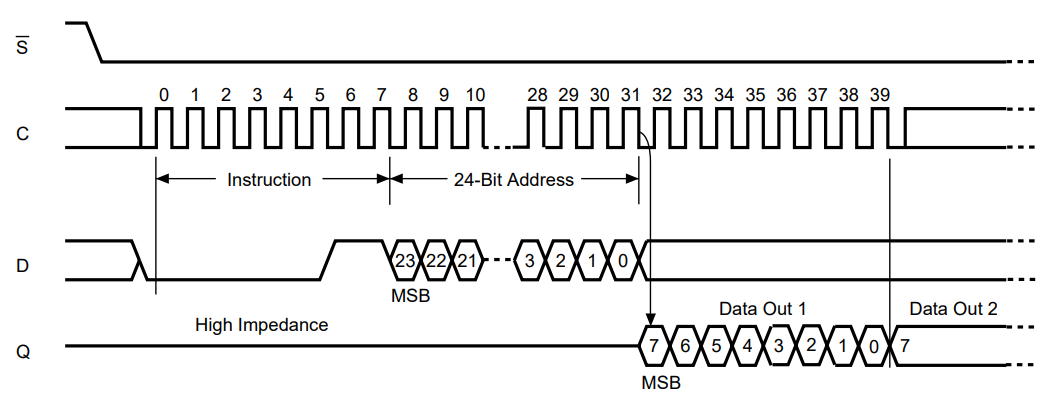 S̅
0 1 2 3 4 5 6 7 8 9 10 28 29 30 31 32 33 34 35 36 37 38 39
C
Instruction 24-Bit Address
D 23 22 21 3 2 1 0
MSB
High Impedance Data Out 1 Data Out 2
Q 7 6 5 4 3 2 1 0 7
MSB